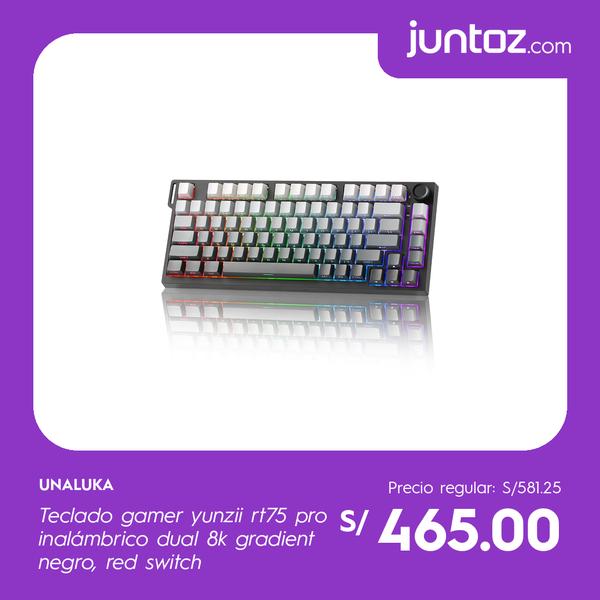 juntoz.com
UNALUKA
Teclado gamer yunzii rt75 pro
inalámbrico dual 8k gradient
negro, red switch
Precio regular: S/581.25
S/ 465.00